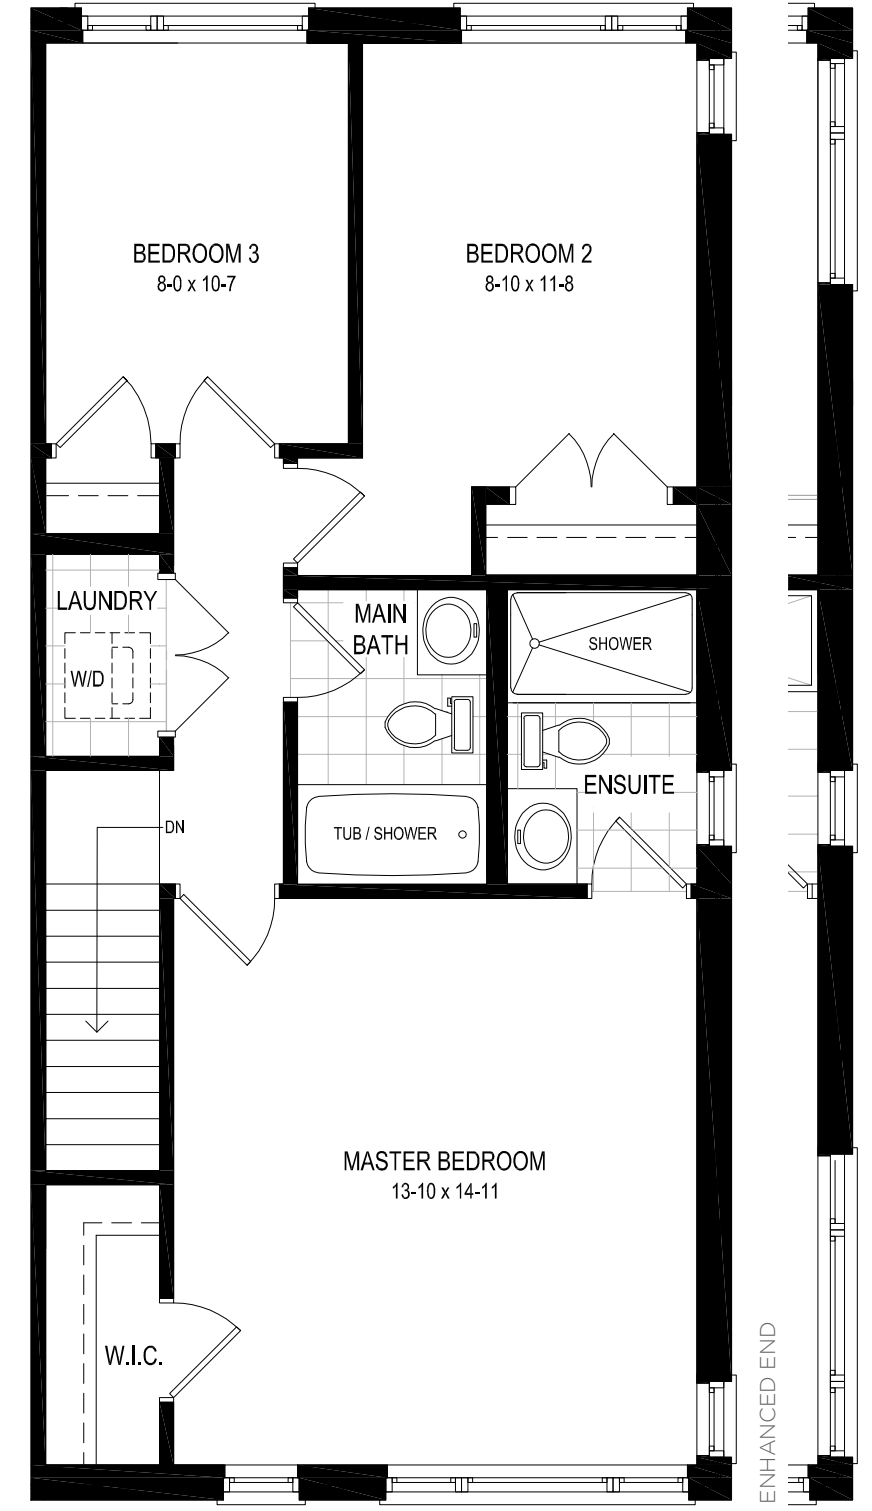 BEDROOM 3
8-0 x 10-7
BEDROOM 2
8-10 x 11-8
LAUNDRY
W/D
MAIN
BATH
SHOWER
ENSUITE
TUB / SHOWER
DN
MASTER BEDROOM
13-10 x 14-11
W.I.C.
ENHANCED END